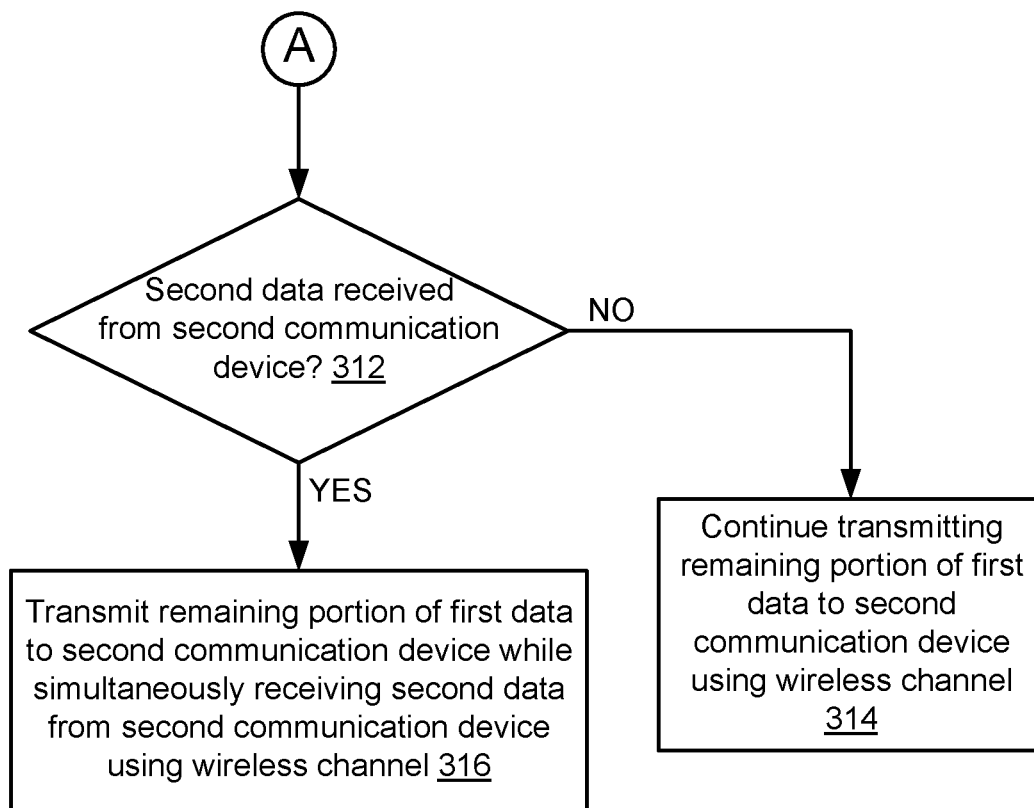 A
Second data received
from second communication
device? 312
NO
YES
Continue transmitting
remaining portion of first
data to second
communication device
using wireless channel
314
Transmit remaining portion of first data
to second communication device while
simultaneously receiving second data
from second communication device
using wireless channel 316